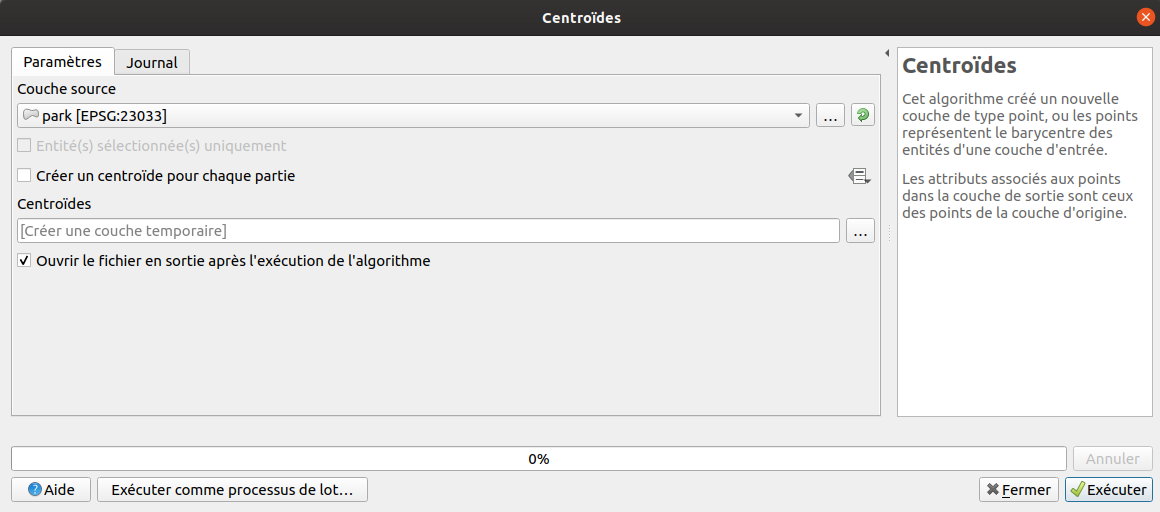 Centroïdes
Paramètres
Journal
Couche source
park [EPSG:23033]
...
Entité(s) sélectionnée(s) uniquement
Créer un centroïde pour chaque partie
Centroïdes
[Créer une couche temporaire]
...
Ouvrir le fichier en sortie après l'exécution de l'algorithme
Centroïdes
Cet algorithme créé un nouvelle
couche de type point, ou les points
représentent le barycentre des
entités d'une couche d'entrée.
Les attributs associés aux points
dans la couche de sortie sont ceux
des points de la couche d'origine.
0%
Annuler
Aide
Exécuter comme processus de lot...
Fermer
Exécuter